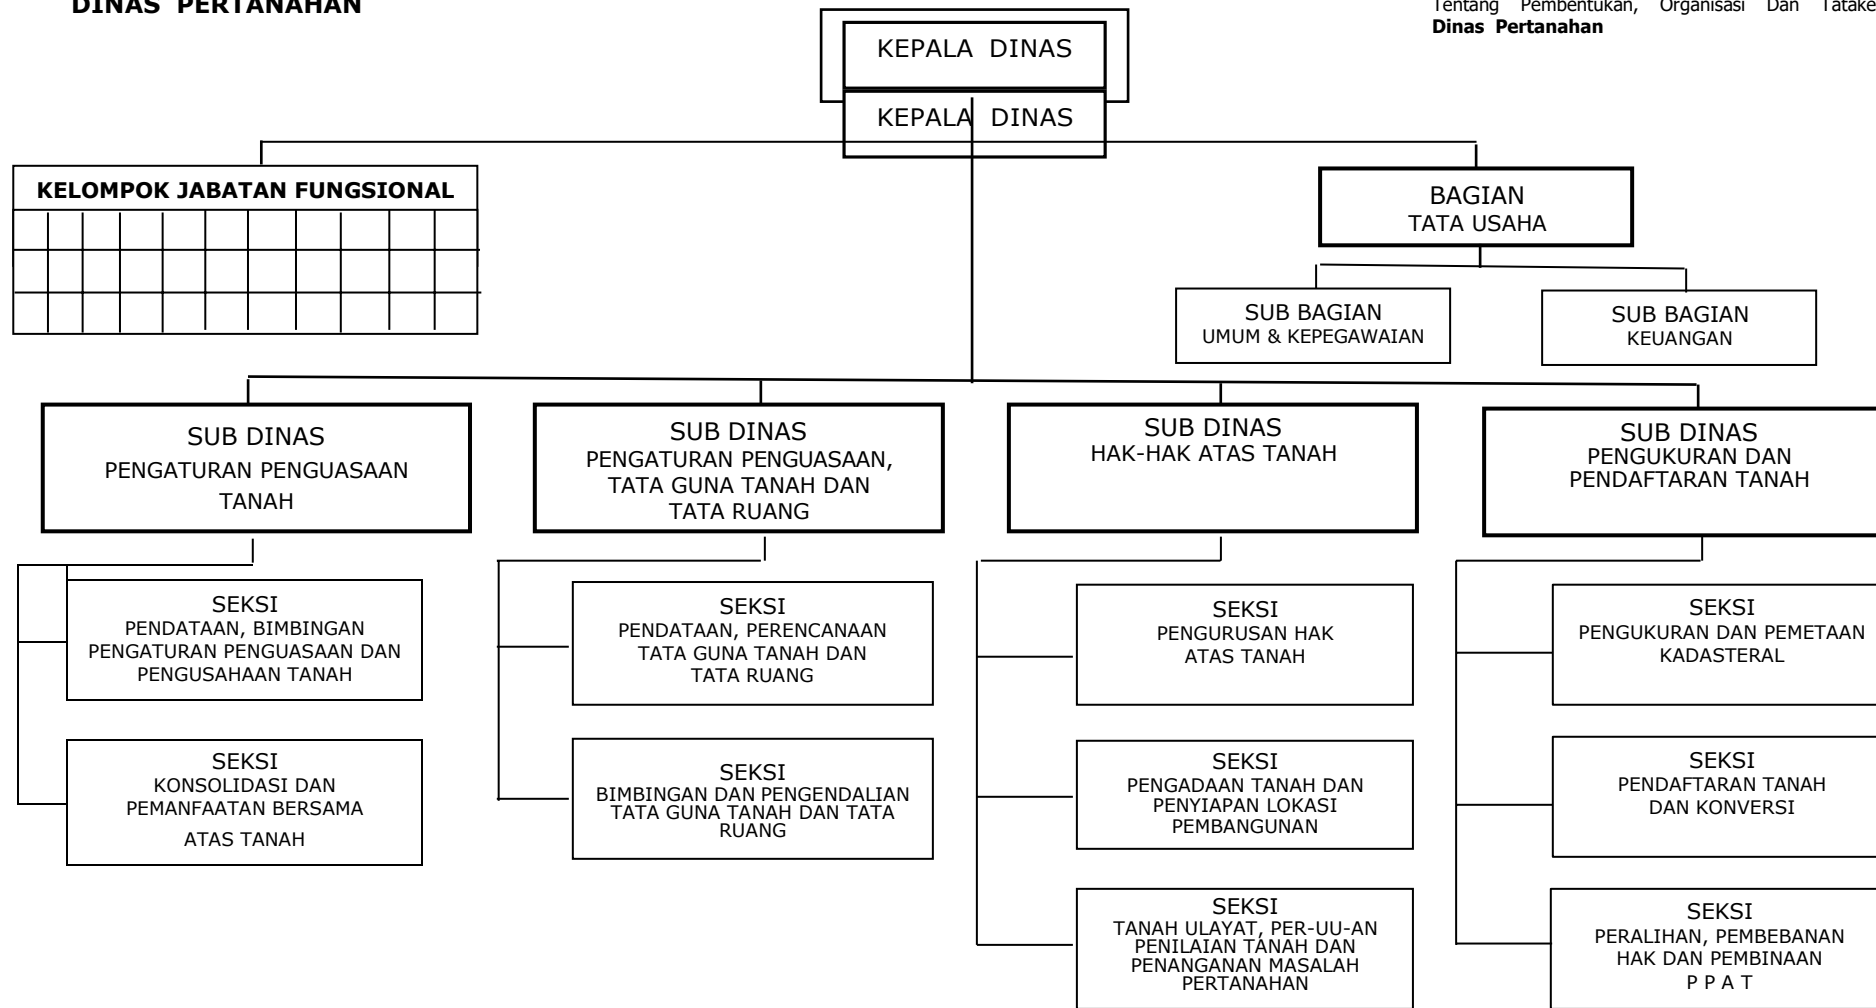 DINAS PERTANAHAN
Tentang Pembentukan, Organisasi Dan Tatake
Dinas Pertanahan
KEPALA DINAS
KEPALA DINAS
KELOMPOK JABATAN FUNGSIONAL
BAGIAN
TATA USAHA
SUB BAGIAN
UMUM & KEPEGAWAIAN
SUB BAGIAN
KEUANGAN
SUB DINAS
PENGATURAN PENGUASAAN
TANAH
SUB DINAS
PENGATURAN PENGUASAAN,
TATA GUNA TANAH DAN
TATA RUANG
SUB DINAS
HAK-HAK ATAS TANAH
SUB DINAS
PENGUKURAN DAN
PENDAFTARAN TANAH
SEKSI
PENDATAAN, BIMBINGAN
PENGATURAN PENGUASAAN DAN
PENGUSAHAAN TANAH
SEKSI
PENDATAAN, PERENCANAAN
TATA GUNA TANAH DAN
TATA RUANG
SEKSI
PENGURUSAN HAK
ATAS TANAH
SEKSI
PENGUKURAN DAN PEMETAAN
KADASTERAL
SEKSI
KONSOLIDASI DAN
PEMANFAATAN BERSAMA
ATAS TANAH
SEKSI
BIMBINGAN DAN PENGENDALIAN
TATA GUNA TANAH DAN TATA
RUANG
SEKSI
PENGADAAN TANAH DAN
PENYIAPAN LOKASI
PEMBANGUNAN
SEKSI
PENDAFTARAN TANAH
DAN KONVERSI
SEKSI
TANAH ULAYAT, PER-UU-AN
PENILAIAN TANAH DAN
PENANGANAN MASALAH
PERTANAHAN
SEKSI
PERALIHAN, PEMBEBANAN
HAK DAN PEMBINAAN
P P A T